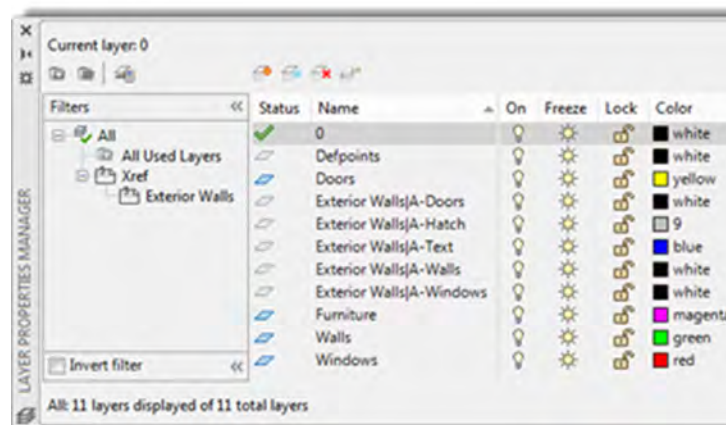 Current layer: 0
Filters «
Status Name On Freeze Lock Color
All
All Used Layers
Xref
Exterior Walls
0 white
Defpoints white
Doors yellow
Exterior Walls|A-Doors white
Exterior Walls|A-Hatch 9
Exterior Walls|A-Text blue
Exterior Walls|A-Walls white
Exterior Walls|A-Windows white
Furniture magenta
Walls green
Windows red
Invert filter «
All: 11 layers displayed of 11 total layers
LAYER PROPERTIES MANAGER